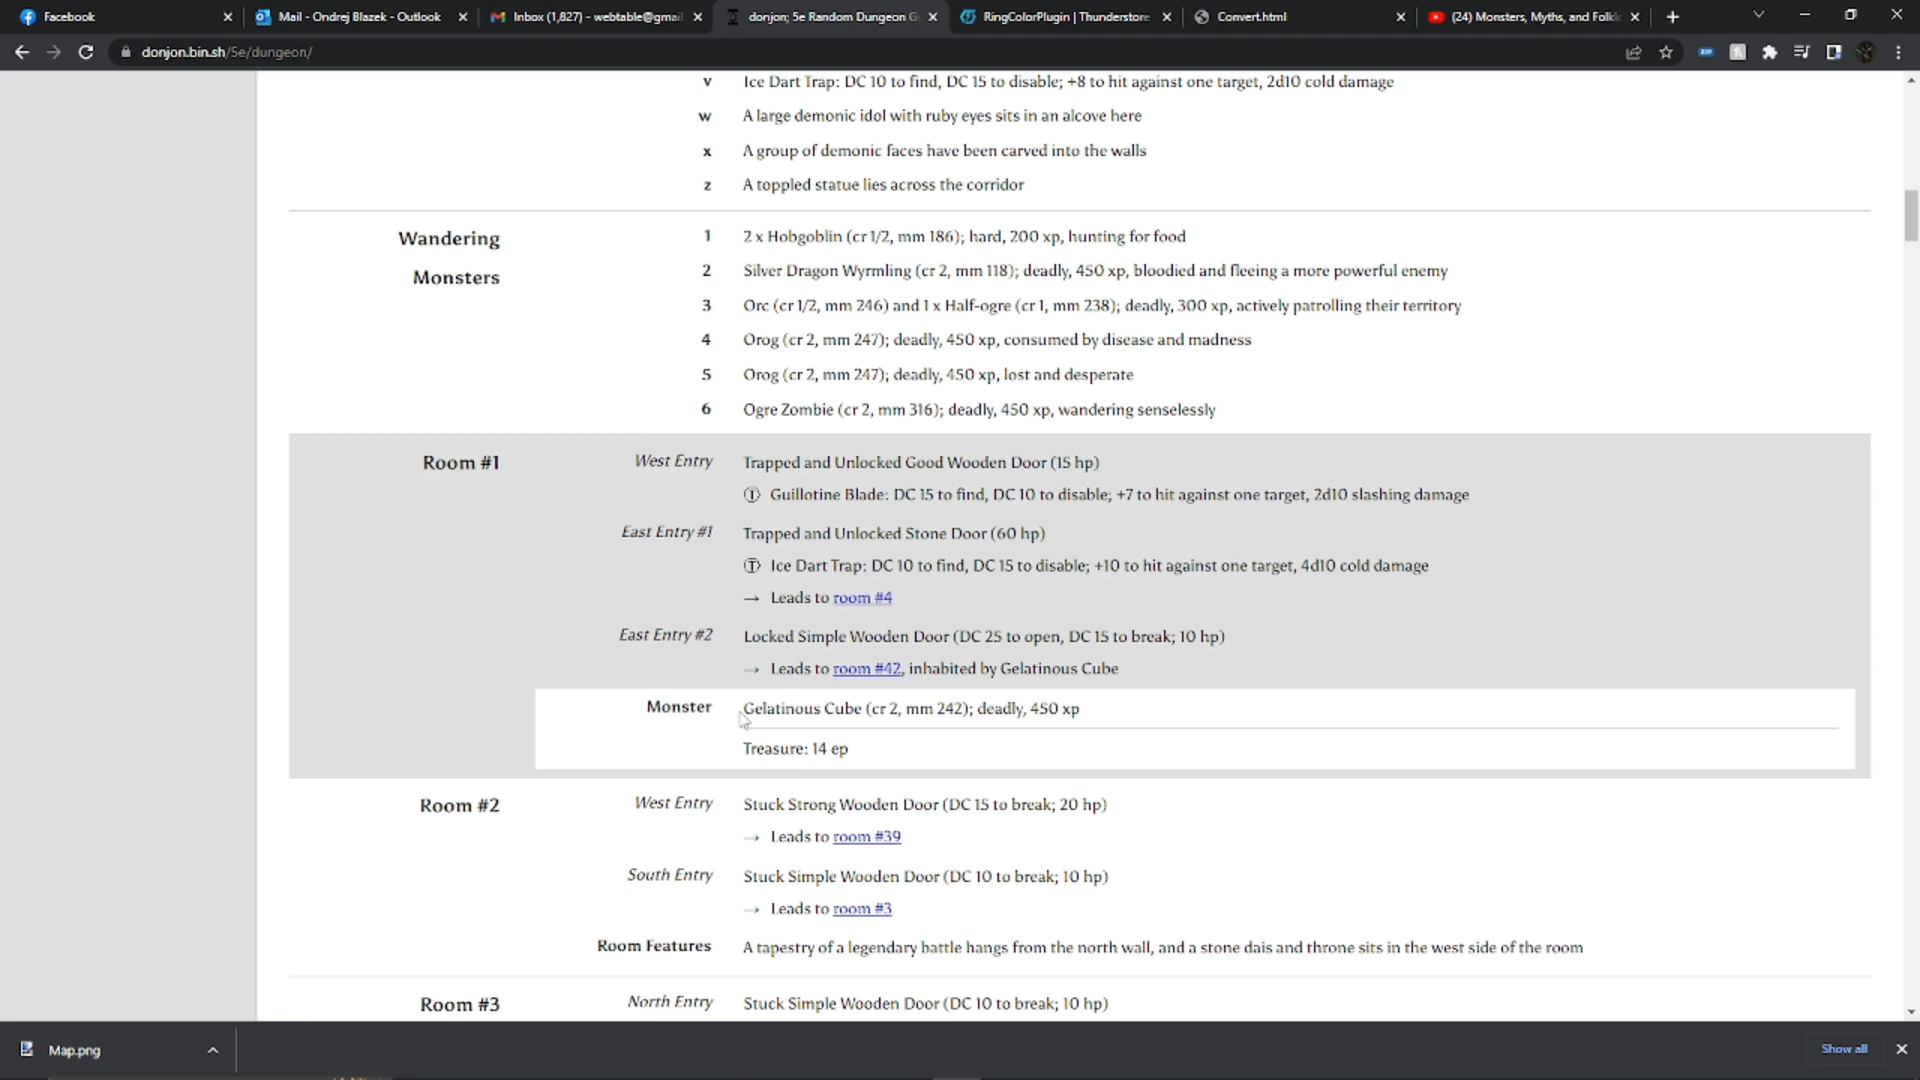 Facebook
Mail - Ondrej Blazek - Outlook
Inbox (1,827) - webtable@gmail
donjon; 5e Random Dungeon G
RingColorPlugin | Thunderstore
Convert.html
(24) Monsters, Myths, and Folkl
donjon.bin.sh/5e/dungeon/
v Ice Dart Trap: DC 10 to find, DC 15 to disable; +8 to hit against one target, 2d10 cold damage
w A large demonic idol with ruby eyes sits in an alcove here
x A group of demonic faces have been carved into the walls
z A toppled statue lies across the corridor
Wandering
Monsters
1 2 x Hobgoblin (cr 1/2, mm 186); hard, 200 xp, hunting for food
2 Silver Dragon Wyrmling (cr 2, mm 118); deadly, 450 xp, bloodied and fleeing a more powerful enemy
3 Orc (cr 1/2, mm 246) and 1 x Half-ogre (cr 1, mm 238); deadly, 300 xp, actively patrolling their territory
4 Orog (cr 2, mm 247); deadly, 450 xp, consumed by disease and madness
5 Orog (cr 2, mm 247); deadly, 450 xp, lost and desperate
6 Ogre Zombie (cr 2, mm 316); deadly, 450 xp, wandering senselessly
Room #1 West Entry Trapped and Unlocked Good Wooden Door (15 hp)
Ⓣ Guillotine Blade: DC 15 to find, DC 10 to disable; +7 to hit against one target, 2d10 slashing damage
East Entry #1 Trapped and Unlocked Stone Door (60 hp)
Ⓣ Ice Dart Trap: DC 10 to find, DC 15 to disable; +10 to hit against one target, 4d10 cold damage
→ Leads to room #4
East Entry #2 Locked Simple Wooden Door (DC 25 to open, DC 15 to break; 10 hp)
→ Leads to room #42, inhabited by Gelatinous Cube
Monster Gelatinous Cube (cr 2, mm 242); deadly, 450 xp
Treasure: 14 ep
Room #2 West Entry Stuck Strong Wooden Door (DC 15 to break; 20 hp)
→ Leads to room #39
South Entry Stuck Simple Wooden Door (DC 10 to break; 10 hp)
→ Leads to room #3
Room Features A tapestry of a legendary battle hangs from the north wall, and a stone dais and throne sits in the west side of the room
Room #3 North Entry Stuck Simple Wooden Door (DC 10 to break; 10 hp)
Map.png
Show all